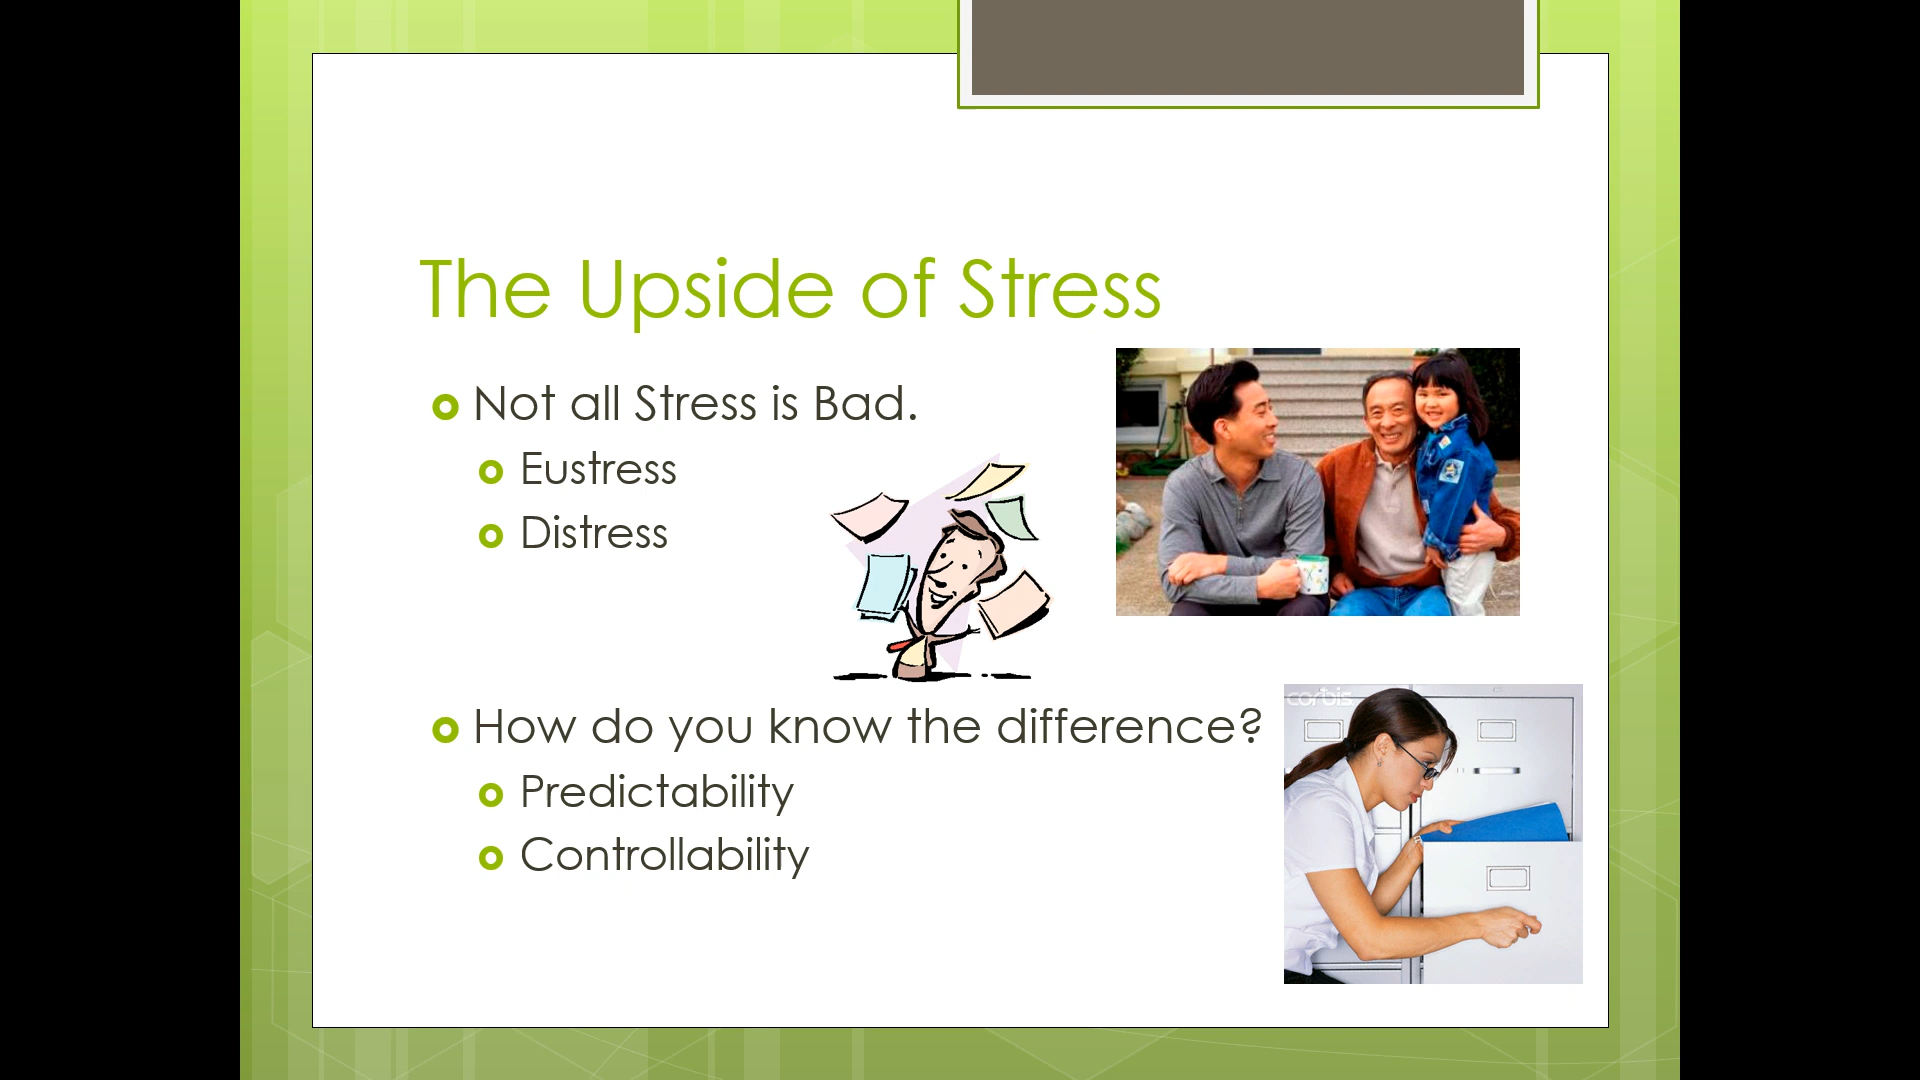 The Upside of Stress
Not all Stress is Bad.
Eustress
Distress
How do you know the difference?
Predictability
Controllability
corbis